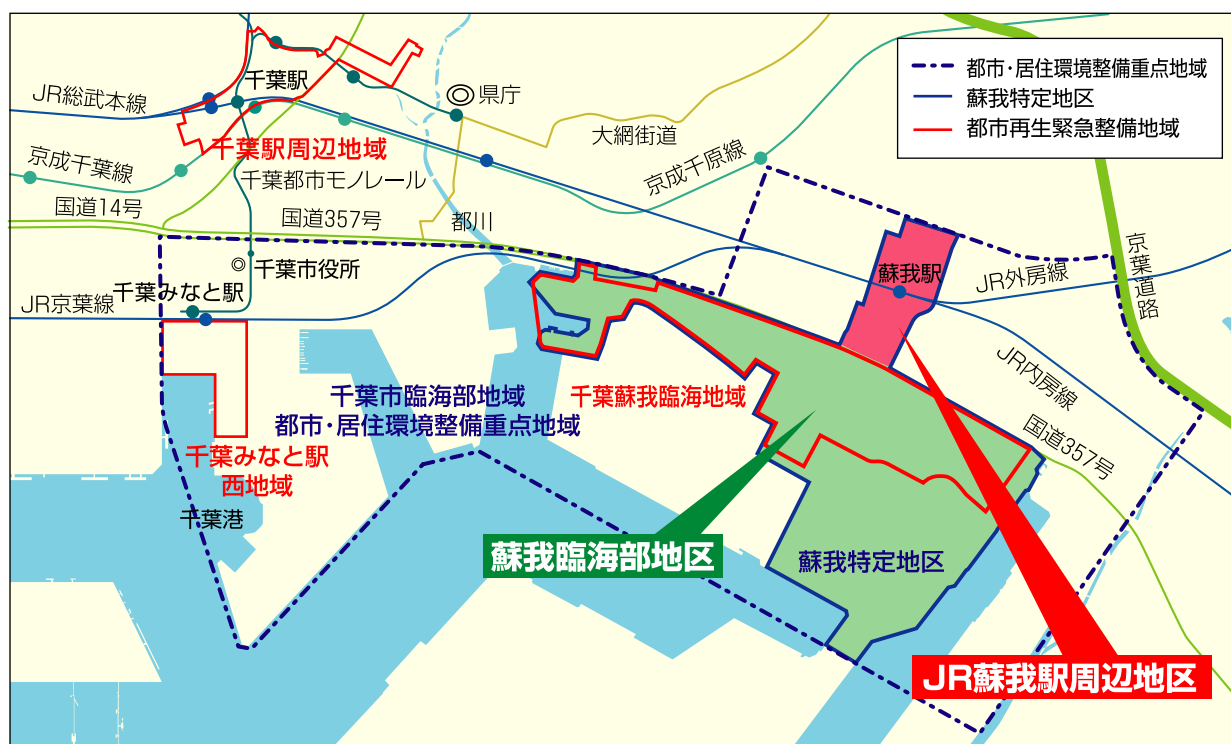 都市・居住環境整備重点地域
蘇我特定地区
都市再生緊急整備地域
千葉駅
県庁
JR総武本線
大網街道
千葉駅周辺地域
京成千葉線
京成千原線
千葉都市モノレール
国道14号
国道357号
都川
京葉道路
千葉市役所
蘇我駅
JR外房線
千葉みなと駅
JR京葉線
JR内房線
千葉市臨海部地域
都市・居住環境整備重点地域
千葉蘇我臨海地域
国道357号
千葉みなと駅
西地域
千葉港
蘇我臨海部地区
蘇我特定地区
JR蘇我駅周辺地区